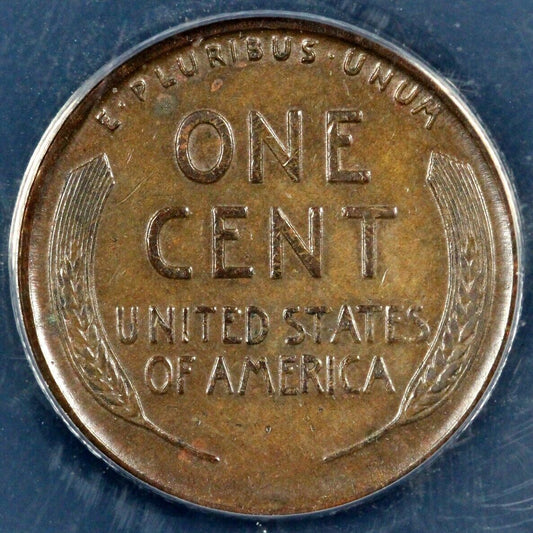 E·PLURIBUS·UNUM
ONE
CENT
UNITED STATES
OF AMERICA